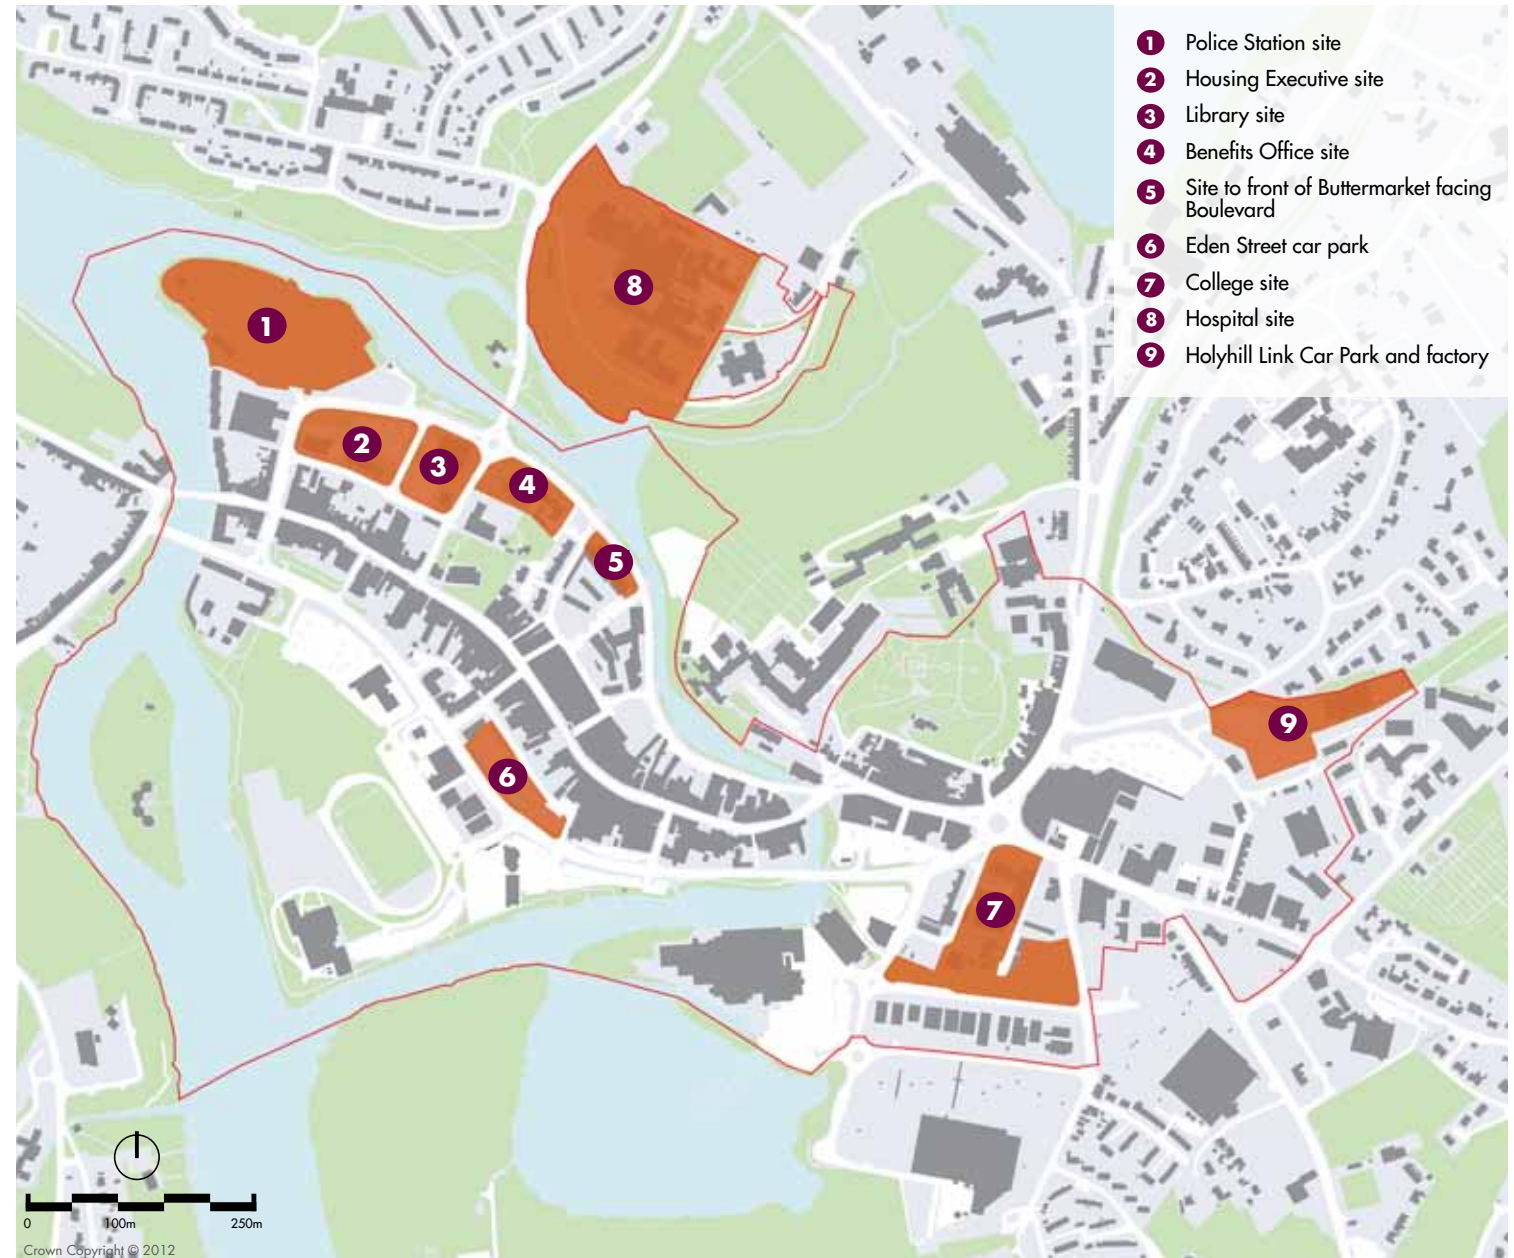 1 Police Station site
2 Housing Executive site
3 Library site
4 Benefits Office site
5 Site to front of Buttermarket facing
Boulevard
6 Eden Street car park
7 College site
8 Hospital site
9 Holyhill Link Car Park and factory
1
8
2
3
4
5
9
6
7
0 100m 250m
Crown Copyright © 2012